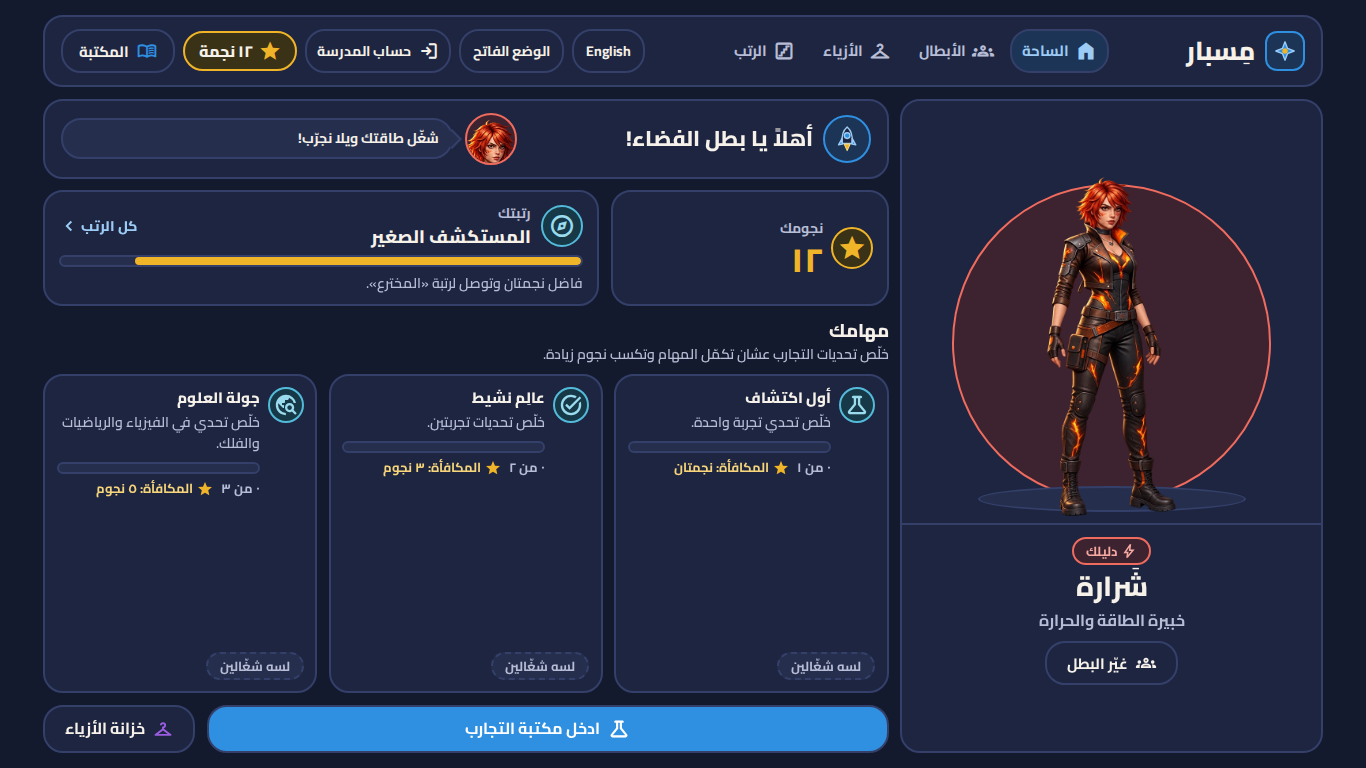 مِسبار
الساحة
الأبطال
الأزياء
الرتب
English
الوضع الفاتح
حساب المدرسة
١٢ نجمة
المكتبة
أهلاً يا بطل الفضاء!
شغّل طاقتك ويلا نجرّب!
نجومك
١٢
رتبتك
المستكشف الصغير
كل الرتب
فاضل نجمتان وتوصل لرتبة «المخترع».
مهامك
خلّص تحديات التجارب عشان تكمّل المهام وتكسب نجوم زيادة.
أول اكتشاف
خلّص تحدي تجربة واحدة.
٠ من ١
المكافأة: نجمتان
لسه شغّالين
عالِم نشيط
خلّص تحديات تجربتين.
٠ من ٢
المكافأة: ٣ نجوم
لسه شغّالين
جولة العلوم
خلّص تحدي في الفيزياء والرياضيات
والفلك.
٠ من ٣
المكافأة: ٥ نجوم
لسه شغّالين
دليلك
شَرارة
خبيرة الطاقة والحرارة
غيّر البطل
ادخل مكتبة التجارب
خزانة الأزياء